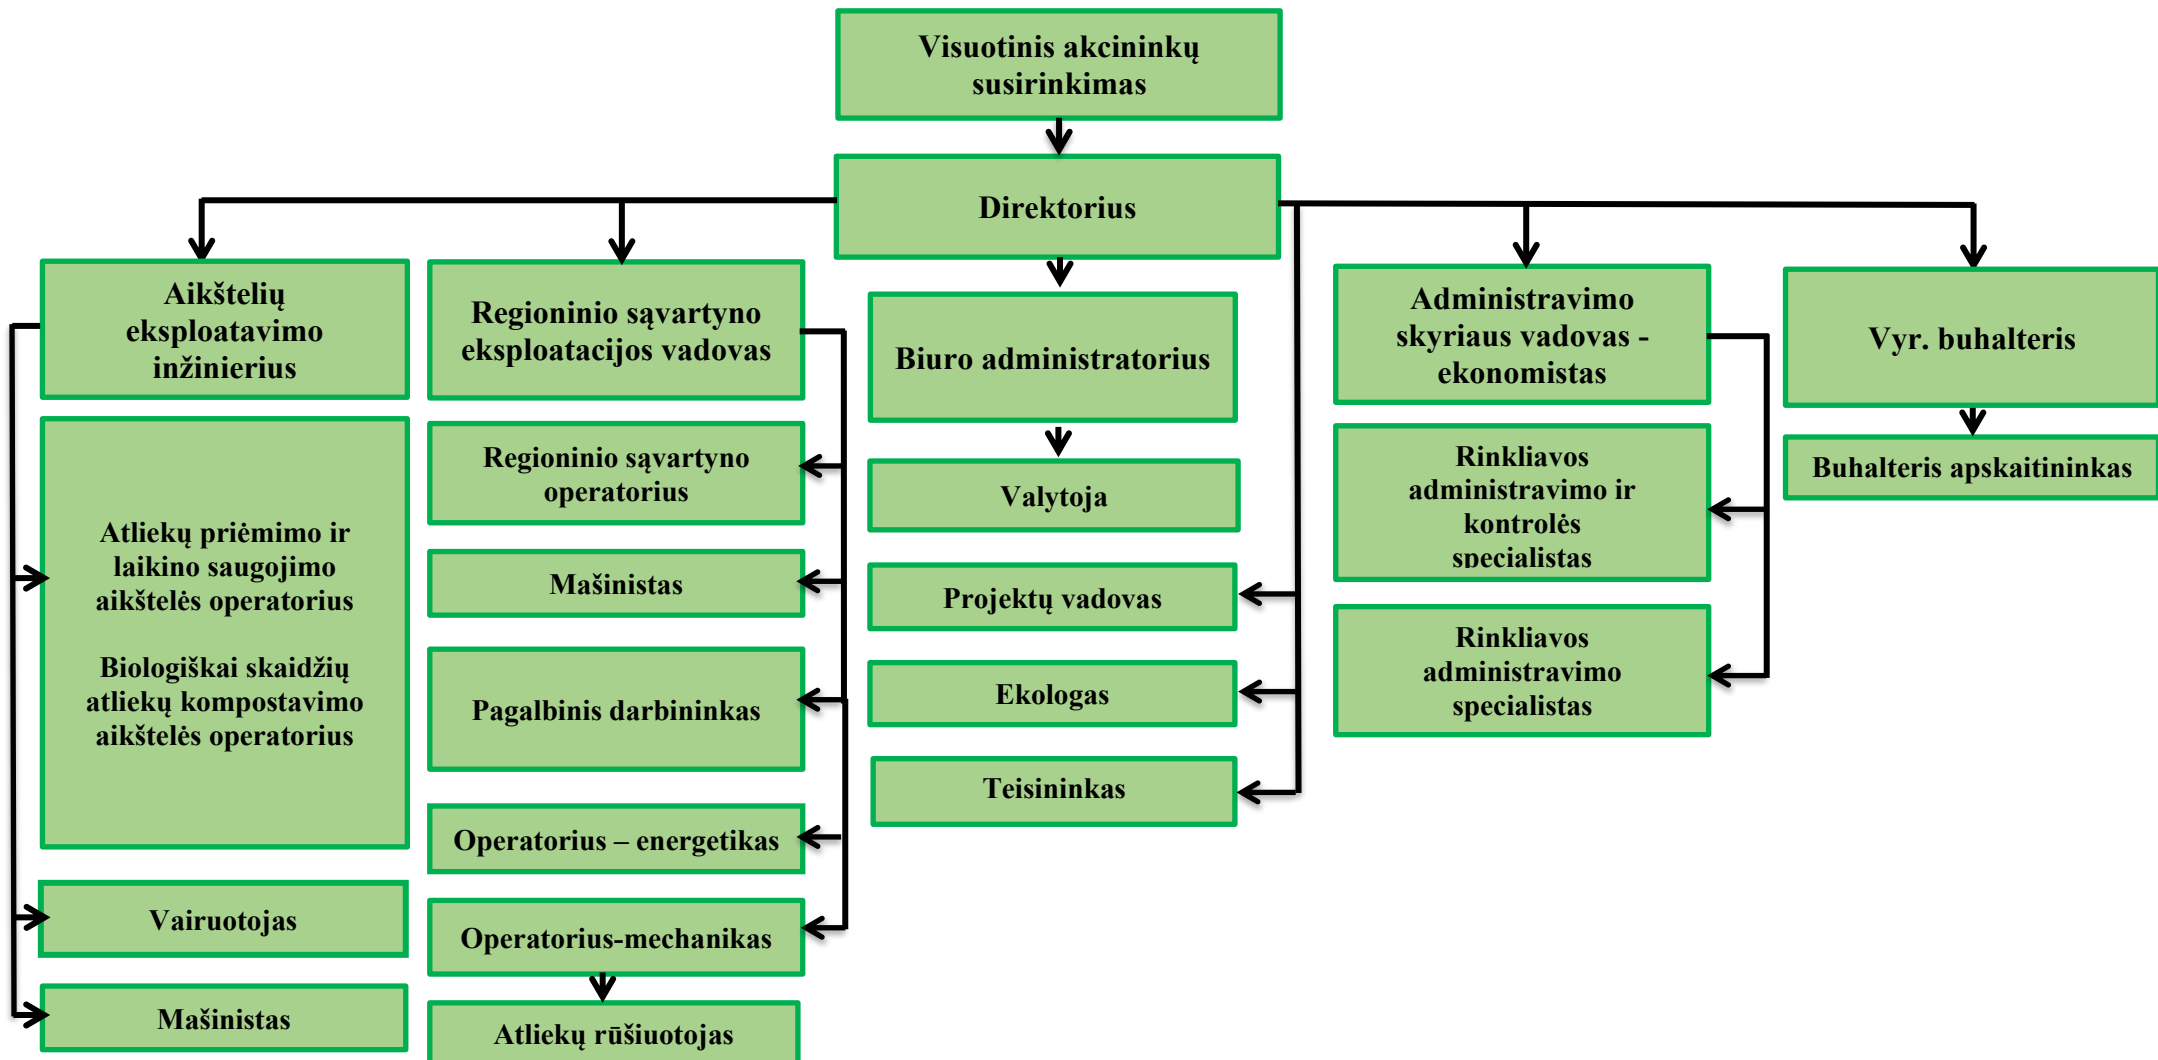 Visuotinis akcininkų
susirinkimas
Direktorius
Aikštelių
eksploatavimo
inžinierius
Atliekų priėmimo ir
laikino saugojimo
aikštelės operatorius
Biologiškai skaidžių
atliekų kompostavimo
aikštelės operatorius
Vairuotojas
Mašinistas
Regioninio sąvartyno
eksploatacijos vadovas
Regioninio sąvartyno
operatorius
Mašinistas
Pagalbinis darbininkas
Operatorius – energetikas
Operatorius-mechanikas
Atliekų rūšiuotojas
Biuro administratorius
Valytoja
Projektų vadovas
Ekologas
Teisininkas
Administravimo
skyriaus vadovas -
ekonomistas
Rinkliavos
administravimo ir
kontrolės
specialistas
Rinkliavos
administravimo
specialistas
Vyr. buhalteris
Buhalteris apskaitininkas